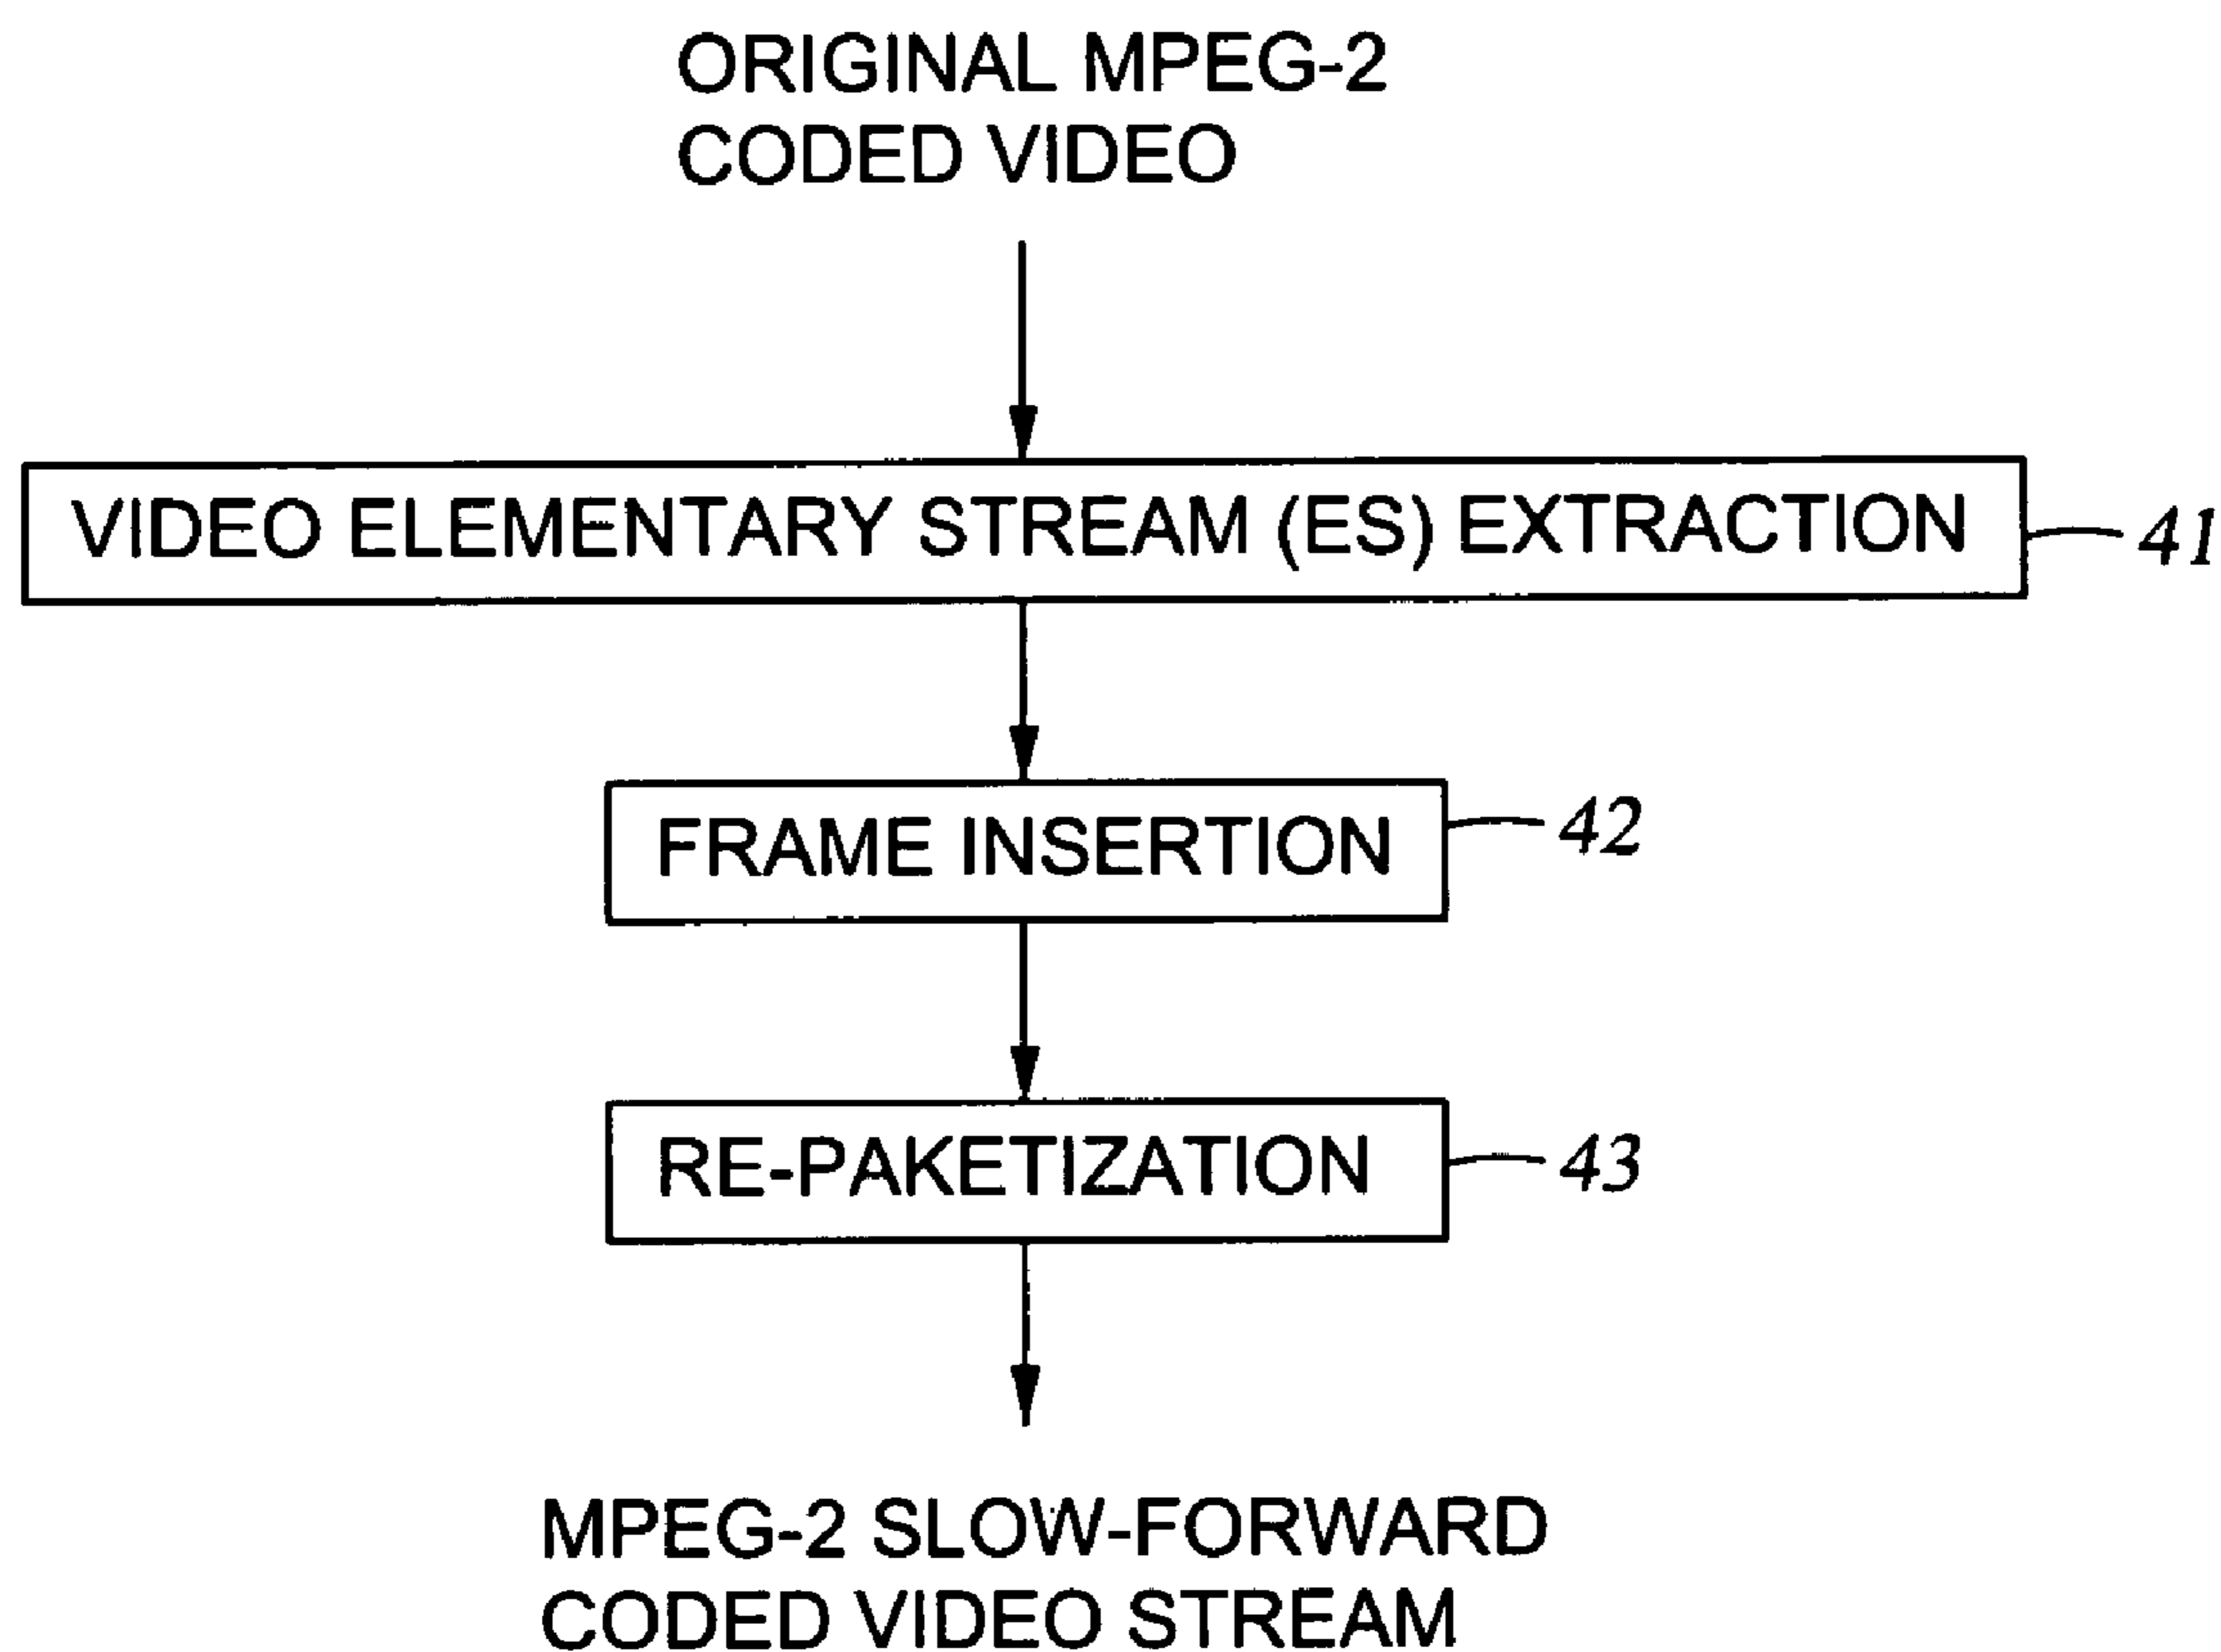 ORIGINAL MPEG-2
CODED VIDEO
VIDEO ELEMENTARY STREAM (ES) EXTRACTION
41
FRAME INSERTION
42
RE-PAKETIZATION
43
MPEG-2 SLOW-FORWARD
CODED VIDEO STREAM